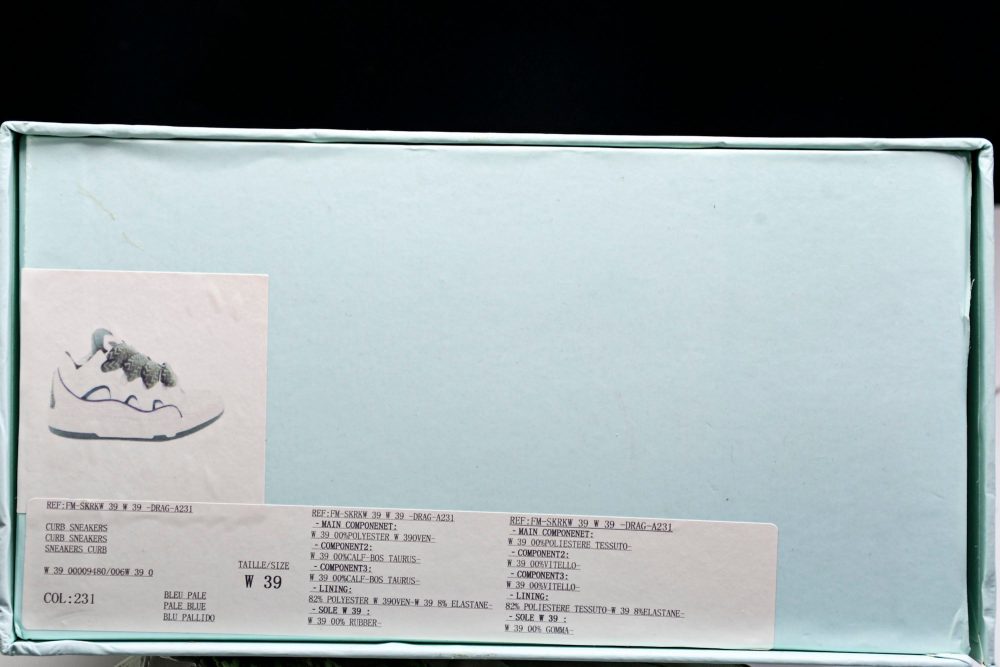 REF:FM-SKRKW 39 W 39 -DRAG-A231
CURB SNEAKERS
CURB SNEAKERS
SNEAKERS CURB
W 39 00009480/006W 39 0
COL:231
BLEU PALE
PALE BLUE
BLU PALLIDO
TAILLE/SIZE
W 39
REF:FM-SKRKW 39 W 39 -DRAG-A231
-MAIN COMPONENET:
W 39 00%POLYESTER W 39OVEN-
-COMPONENT2:
W 39 00%CALF-BOS TAURUS-
-COMPONENT3:
W 39 00%CALF-BOS TAURUS-
-LINING:
82% POLYESTER W 39OVEN-W 39 8% ELASTANE-
-SOLE W 39 :
W 39 00% RUBBER-
REF:FM-SKRKW 39 W 39 -DRAG-A231
-MAIN COMPONENET:
W 39 00%POLIESTERE TESSUTO-
-COMPONENT2:
W 39 00%VITELLO-
-COMPONENT3:
W 39 00%VITELLO-
-LINING:
82% POLIESTERE TESSUTO-W 39 8%ELASTANE-
-SOLE W 39 :
W 39 00% GOMMA-